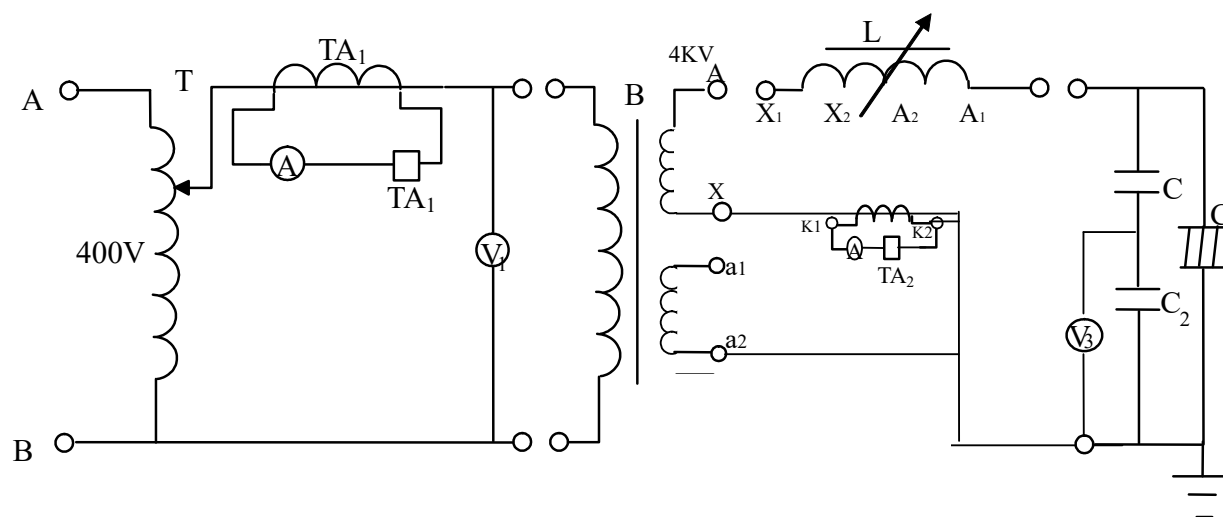 TA₁
T
A
A
TA₁
400V
V₁
B
B
4KV
A
X
a1
a2
L
X₁
X₂
A₂
A₁
K1
K2
A
TA₂
C
C₂
V₃
C